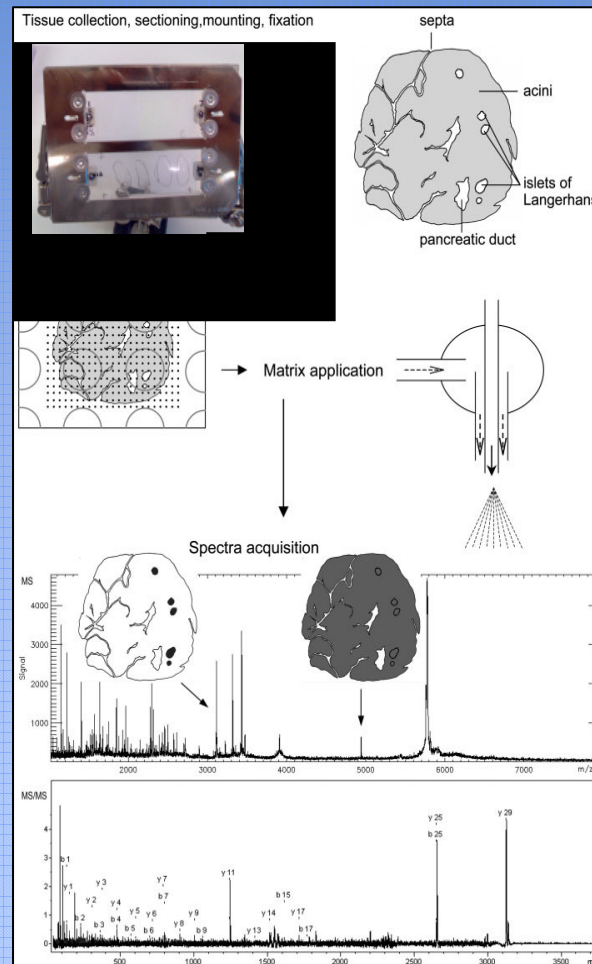 Tissue collection, sectioning,mounting, fixation
septa
acini
islets of
Langerhans
pancreatic duct
Matrix application
Spectra acquisition
MS
Signal
4000
3000
2000
1000
2000
3000
4000
5000
6000
7000
m/z
MS/MS
4
3
2
1
0
b 1
y 1
b 2
y 2
y 3
b 3
y 4
b 4
y 5
b 5
y 6
b 6
y 7
b 7
y 8
y 9
b 9
y 11
y 13
y 14
b 15
y 17
b 17
y 25
b 25
y 29
500
1000
1500
2000
2500
3000
3500
m/z